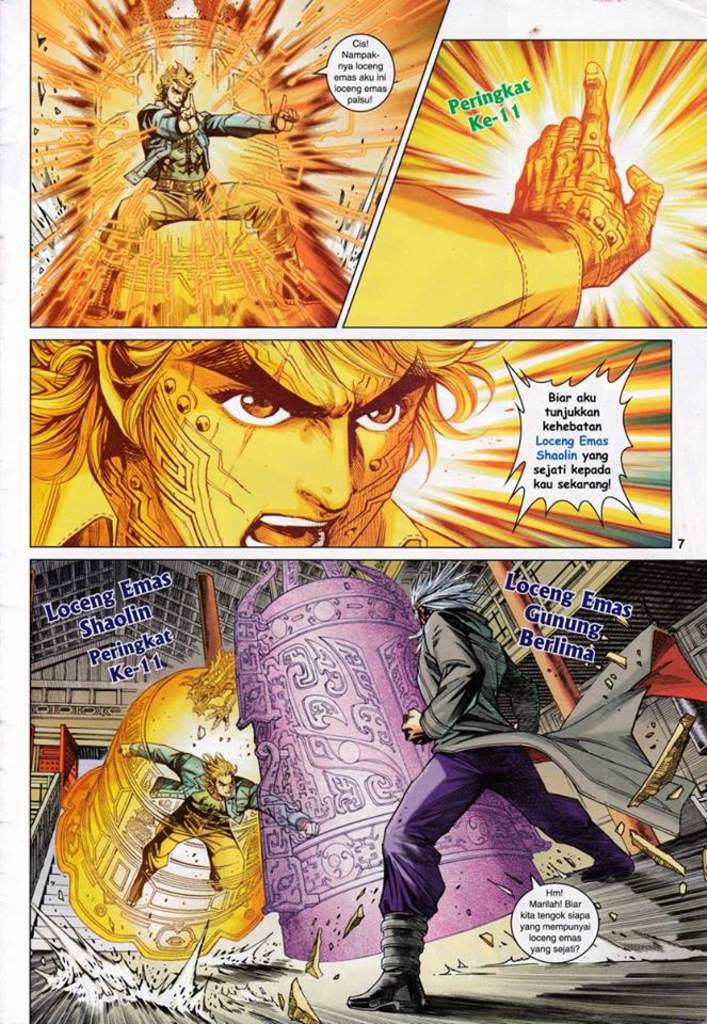 Cis!
Nampak-
nya loceng
emas aku ini
loceng emas
palsu!
Peringkat
Ke-11
Biar aku
tunjukkan
kehebatan
Loceng Emas
Shaolin yang
sejati kepada
kau sekarang!
7
Loceng Emas
Shaolin
Peringkat
Ke-11
Loceng Emas
Gunung
Berlima
Hm!
Marilah! Biar
kita tengok siapa
yang mempunyai
loceng emas
yang sejati?